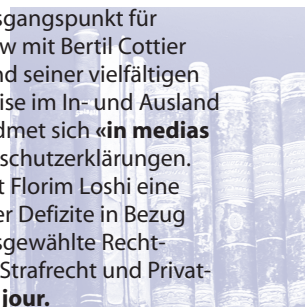 sgangspunkt für
w mit Bertil Cottier
nd seiner vielfältigen
ise im In- und Ausland
dmet sich «in medias
schutzerklärungen.
t Florim Loshi eine
er Defizite in Bezug
sgewählte Recht-
Strafrecht und Privat-
jour.